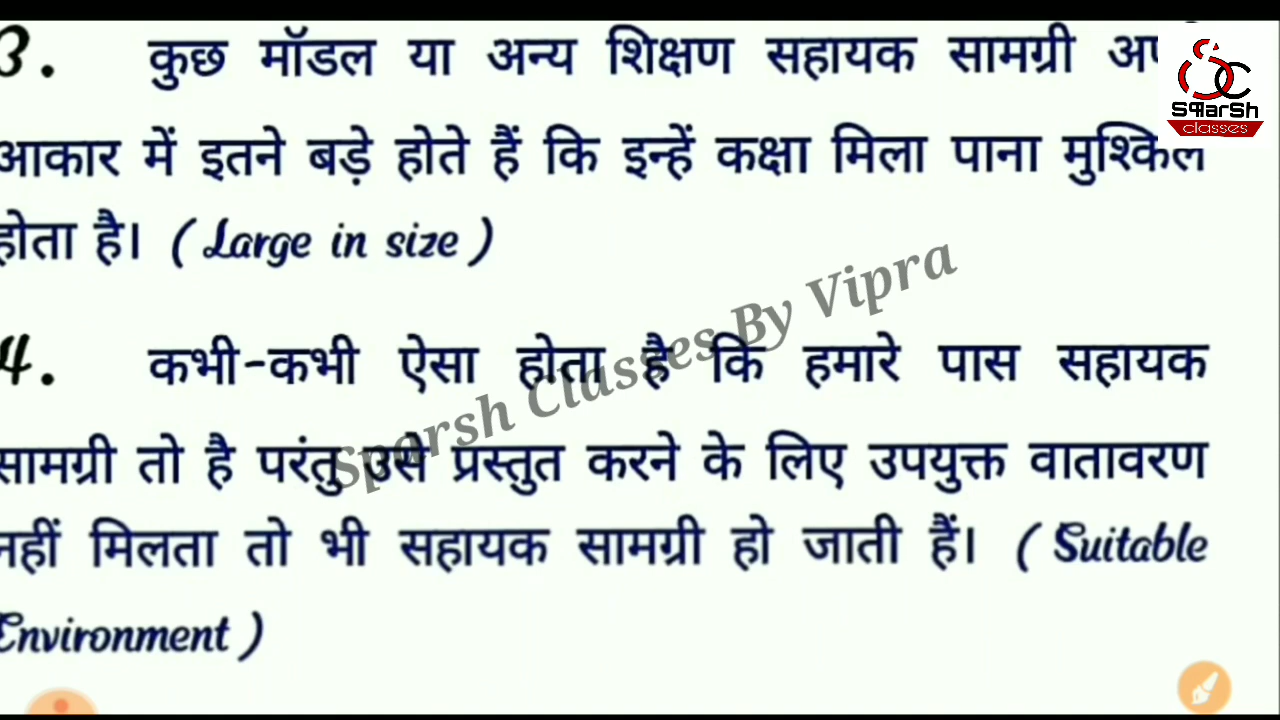 3. कुछ मॉडल या अन्य शिक्षण सहायक सामग्री
SPARSH
classes
आकार में इतने बड़े होते हैं कि इन्हें कक्षा मिला पाना मुश्किल
होता है। ( Large in size )
Sparsh Classes By Vipra
4. कभी-कभी ऐसा होता है कि हमारे पास सहायक
सामग्री तो है परंतु उसे प्रस्तुत करने के लिए उपयुक्त वातावरण
नहीं मिलता तो भी सहायक सामग्री हो जाती हैं। ( Suitable
Environment )